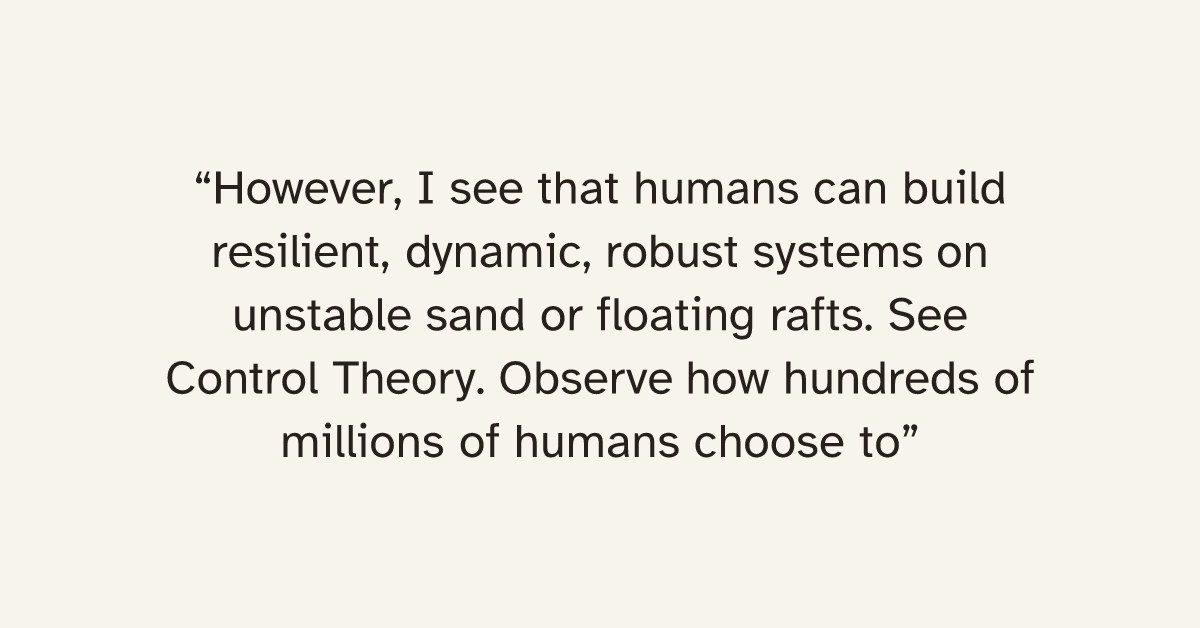 “However, I see that humans can build
resilient, dynamic, robust systems on
unstable sand or floating rafts. See
Control Theory. Observe how hundreds of
millions of humans choose to”